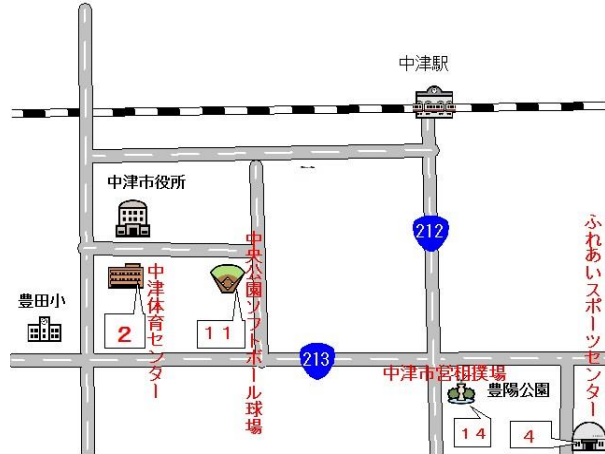 中津駅
中津市役所
212
ふれあいスポーツセンター
中央公園ソフトボール球場
中津体育センター
豊田小
2
11
213
中津市宮相撲場
豊陽公園
14
4